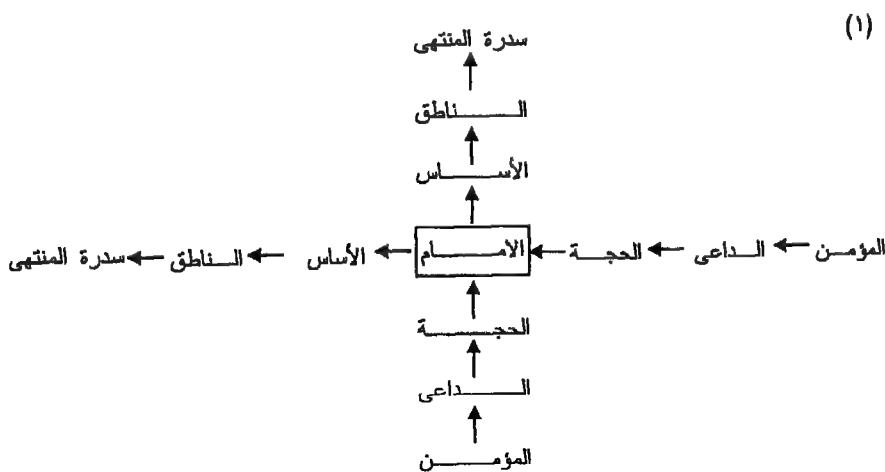 (١)
سدرة المنتهى
الناطق
الأساس
المؤمن الداعى الحجة الامام الأساس الناطق سدرة المنتهى
الحجة
الداعى
المؤمن